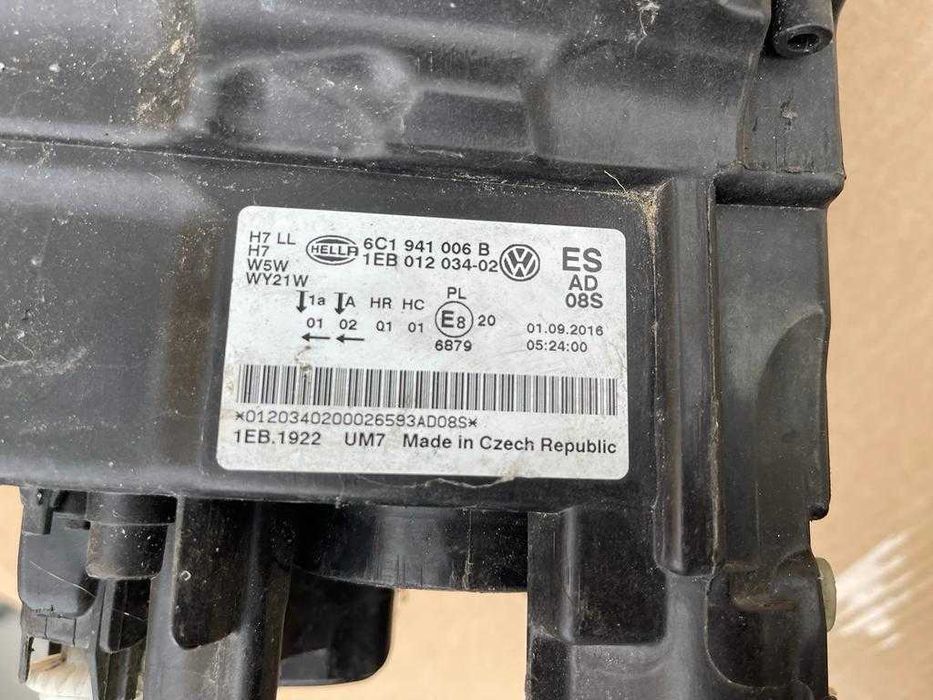 H7 LL
H7
W5W
WY21W
HELLA
6C1 941 006 B
1EB 012 034-02
VW
ES
AD
08S
1a A HR HC PL
01 02 01 01 E8 20
6879
01.09.2016
05:24:00
*0120340200026593AD08S*
1EB.1922 UM7 Made in Czech Republic